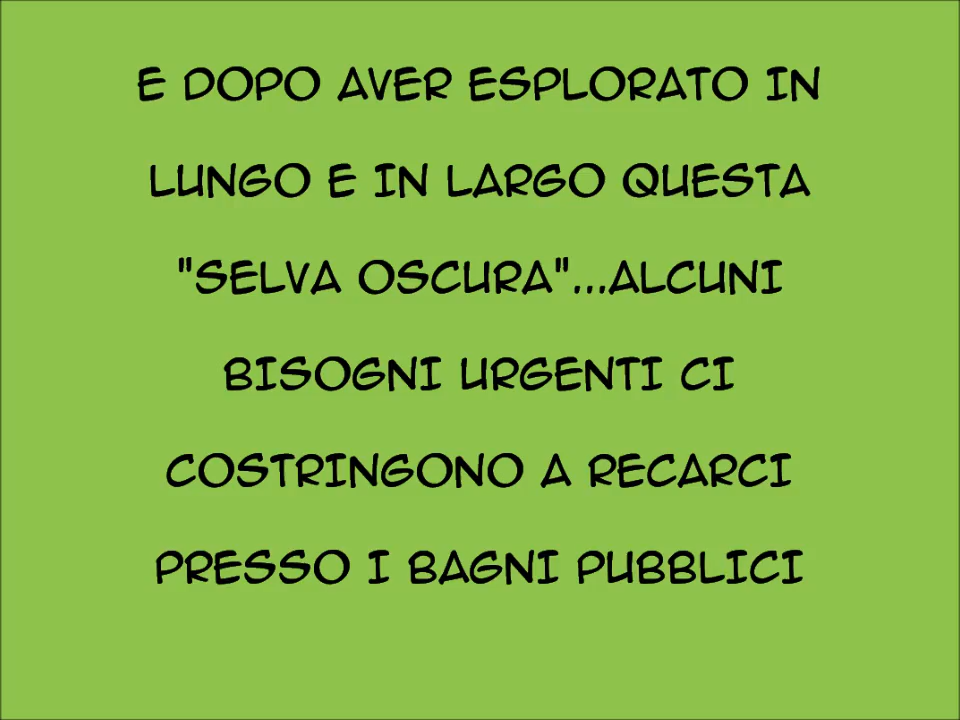 E DOPO AVER ESPLORATO IN
LUNGO E IN LARGO QUESTA
"SELVA OSCURA"...ALCUNI
BISOGNI URGENTI CI
COSTRINGONO A RECARCI
PRESSO I BAGNI PUBBLICI